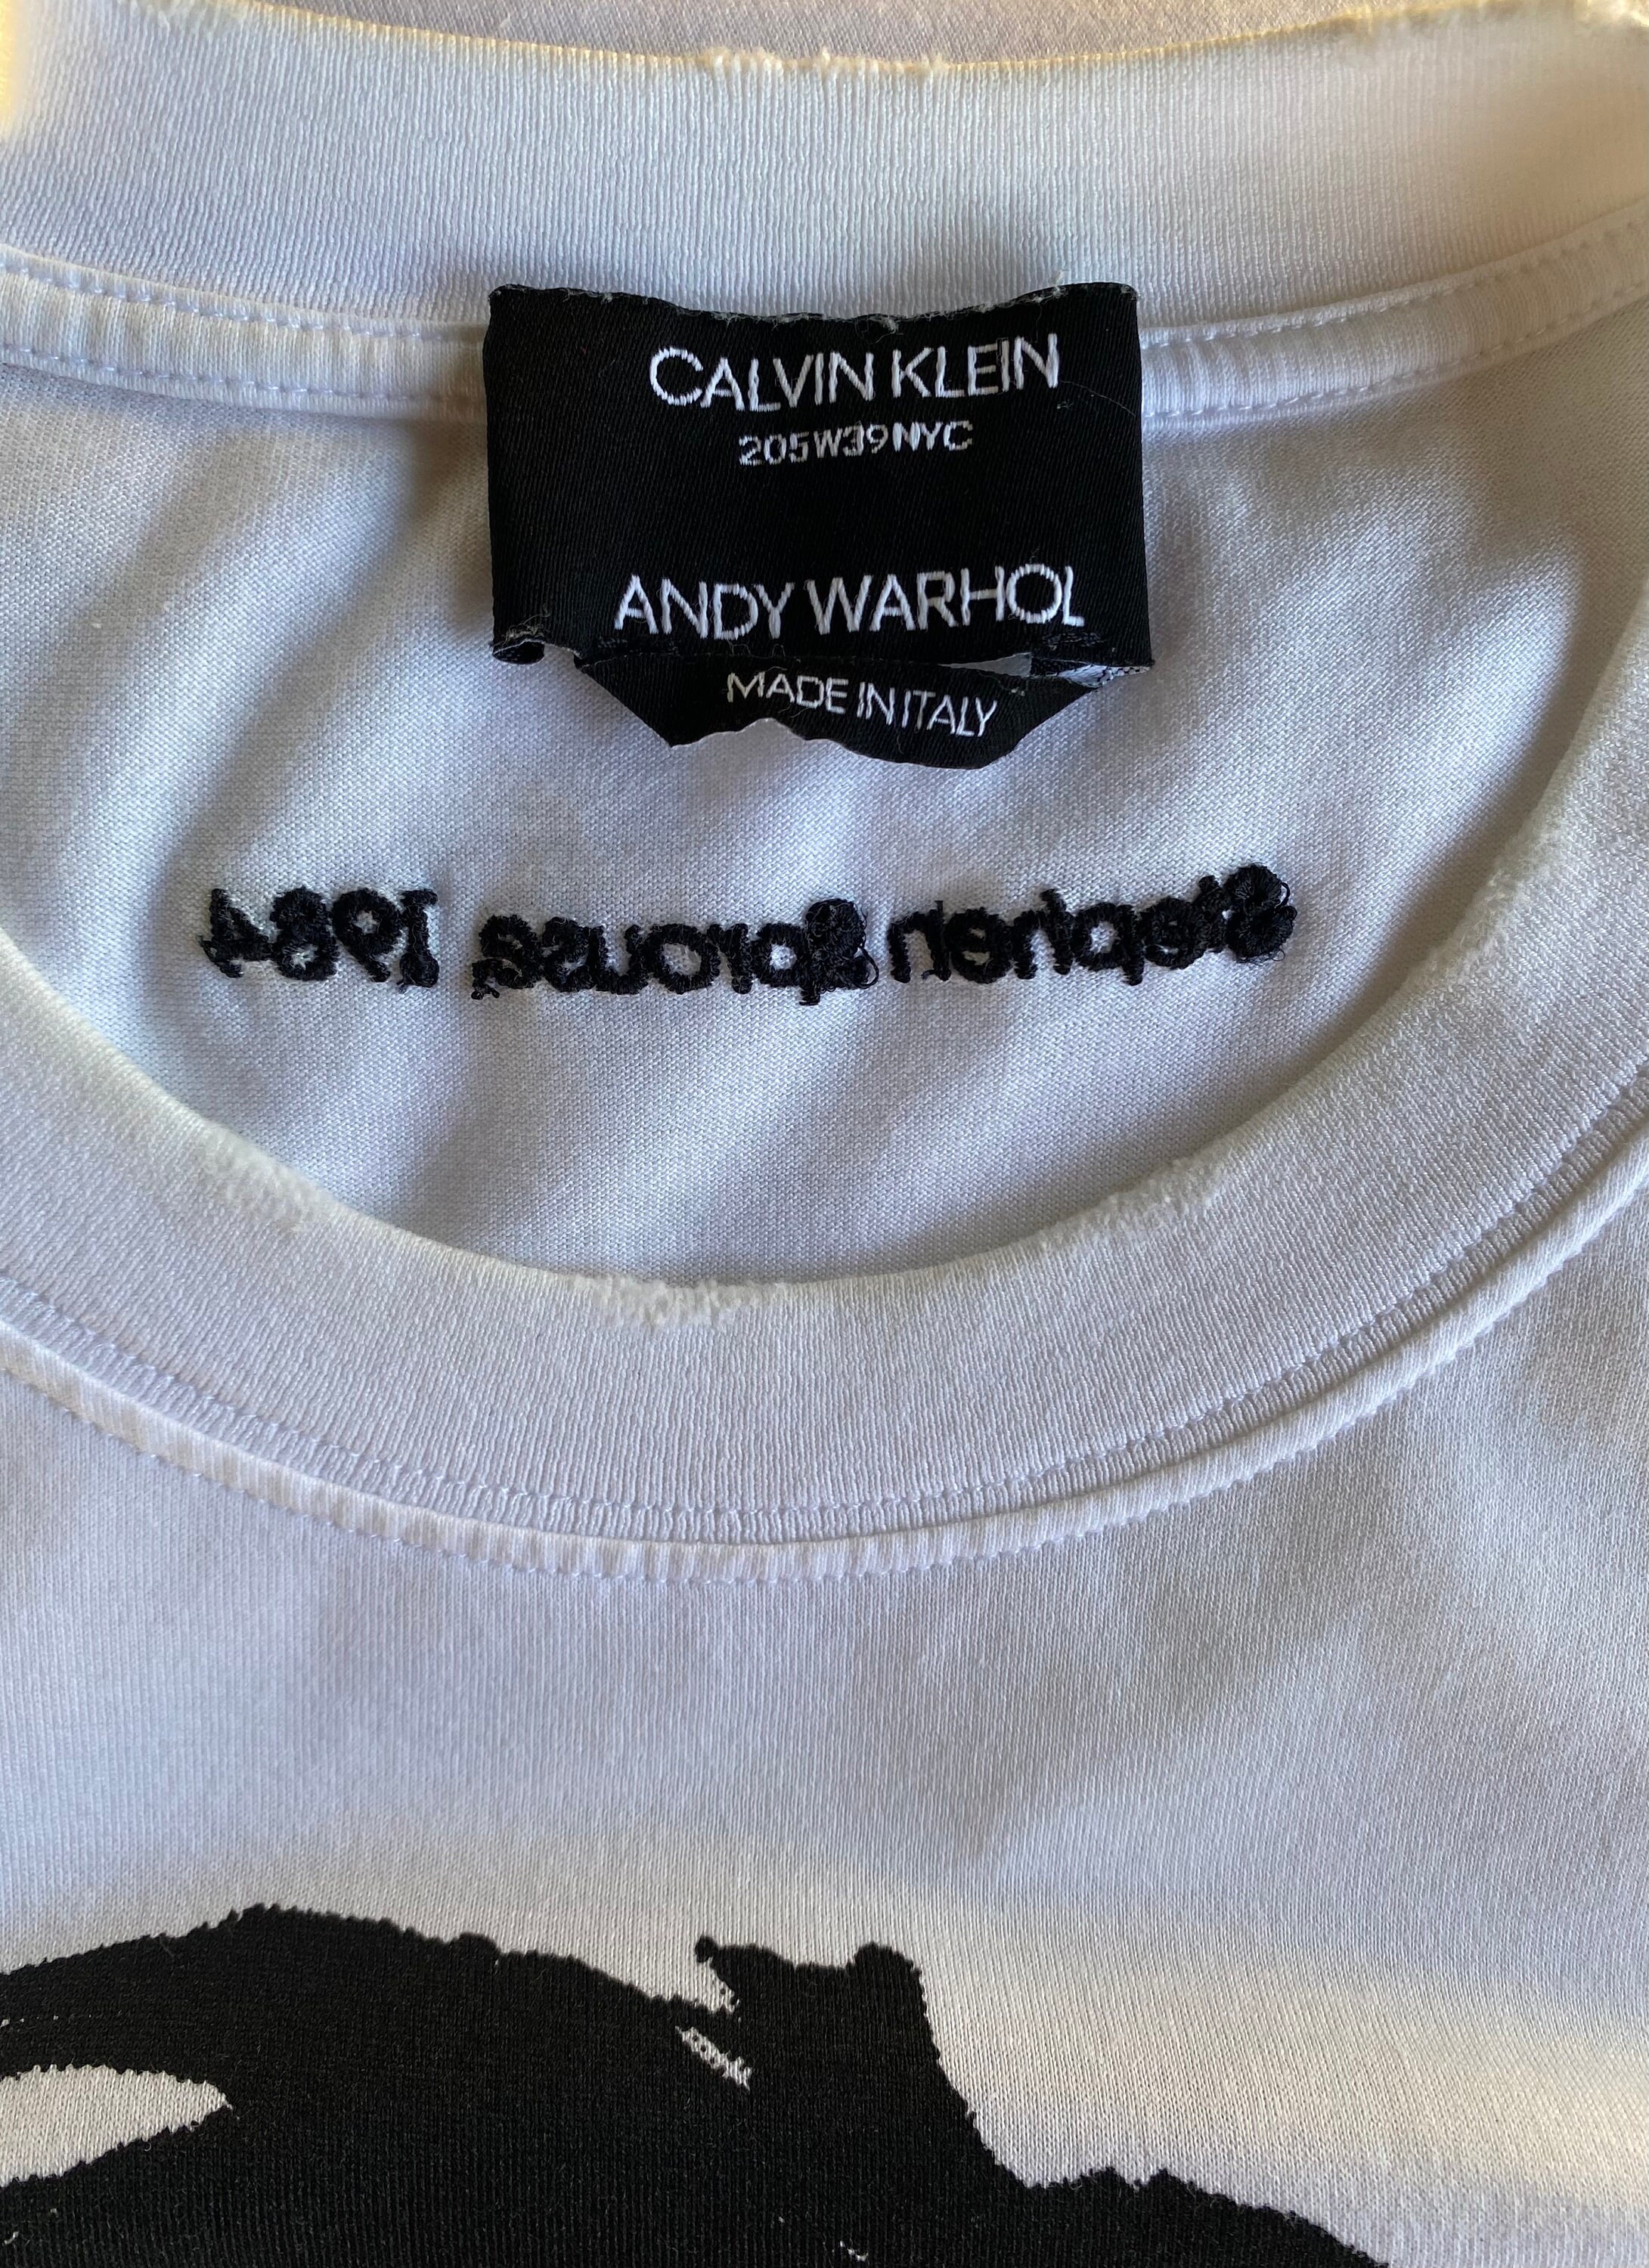 CALVIN KLEIN
205W39NYC
ANDY WARHOL
MADE IN ITALY
Stephen Sprouse, 1984